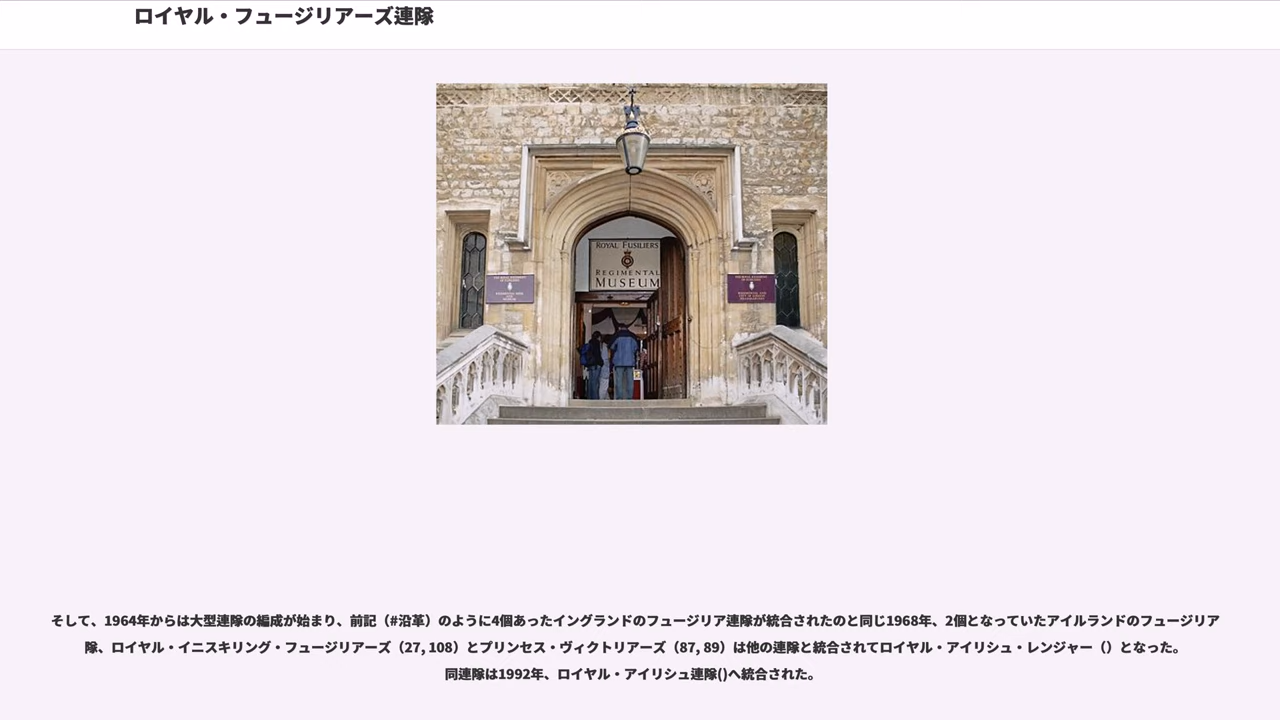 ロイヤル・フュージリアーズ連隊
ROYAL FUSILIERS
REGIMENTAL
MUSEUM
そして、1964年からは大型連隊の編成が始まり、前記（#沿革）のように4個あったイングランドのフュージリア連隊が統合されたのと同じ1968年、2個となっていたアイルランドのフュージリア
隊、ロイヤル・イニスキリング・フュージリアーズ（27, 108）とプリンセス・ヴィクトリアーズ（87, 89）は他の連隊と統合されてロイヤル・アイリシュ・レンジャー（）となった。
同連隊は1992年、ロイヤル・アイリシュ連隊()へ統合された。